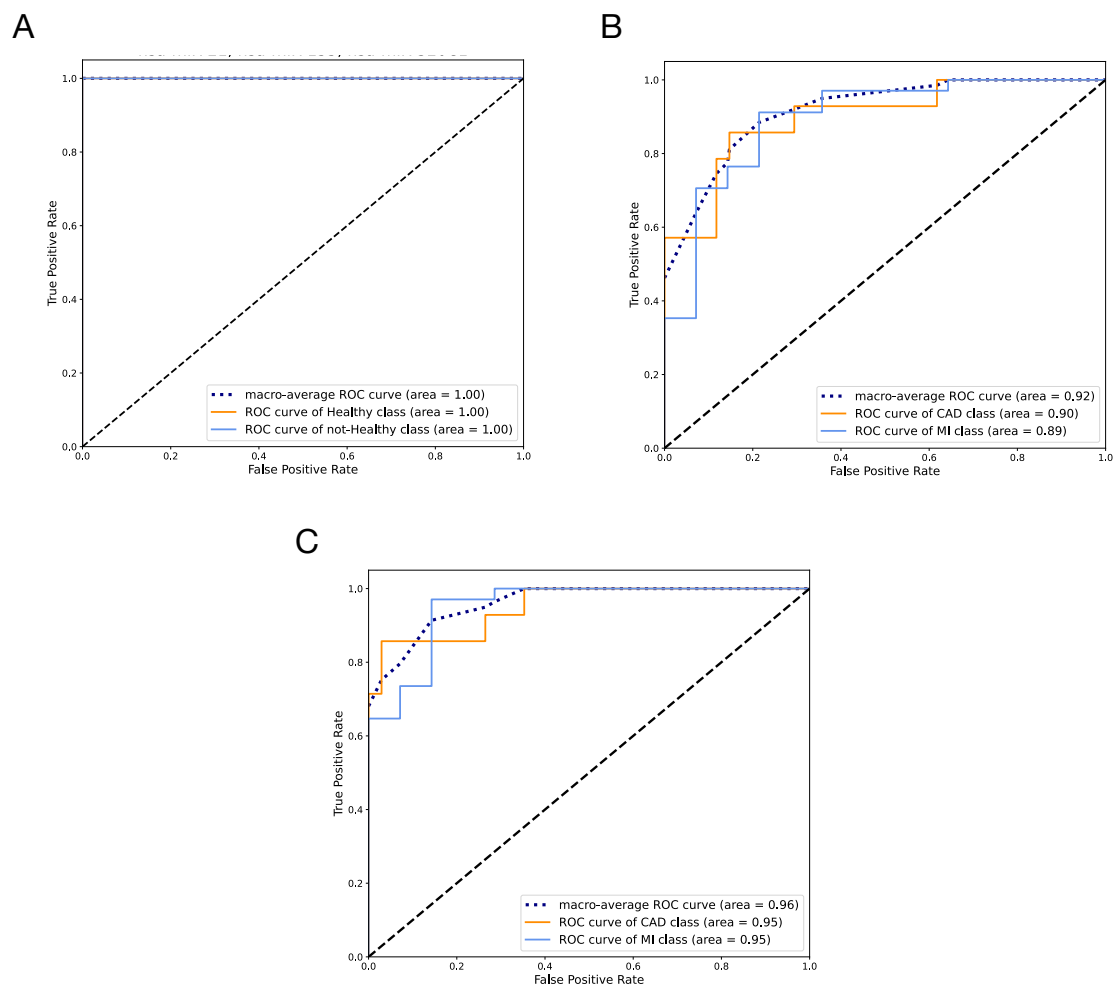 A
1.0
0.8
0.6
0.4
0.2
0.0
True Positive Rate
macro-average ROC curve (area = 1.00)
ROC curve of Healthy class (area = 1.00)
ROC curve of not-Healthy class (area = 1.00)
0.0 0.2 0.4 0.6 0.8 1.0
False Positive Rate
B
1.0
0.8
0.6
0.4
0.2
0.0
True Positive Rate
macro-average ROC curve (area = 0.92)
ROC curve of CAD class (area = 0.90)
ROC curve of MI class (area = 0.89)
0.0 0.2 0.4 0.6 0.8 1.0
False Positive Rate
C
1.0
0.8
0.6
0.4
0.2
0.0
True Positive Rate
macro-average ROC curve (area = 0.96)
ROC curve of CAD class (area = 0.95)
ROC curve of MI class (area = 0.95)
0.0 0.2 0.4 0.6 0.8 1.0
False Positive Rate